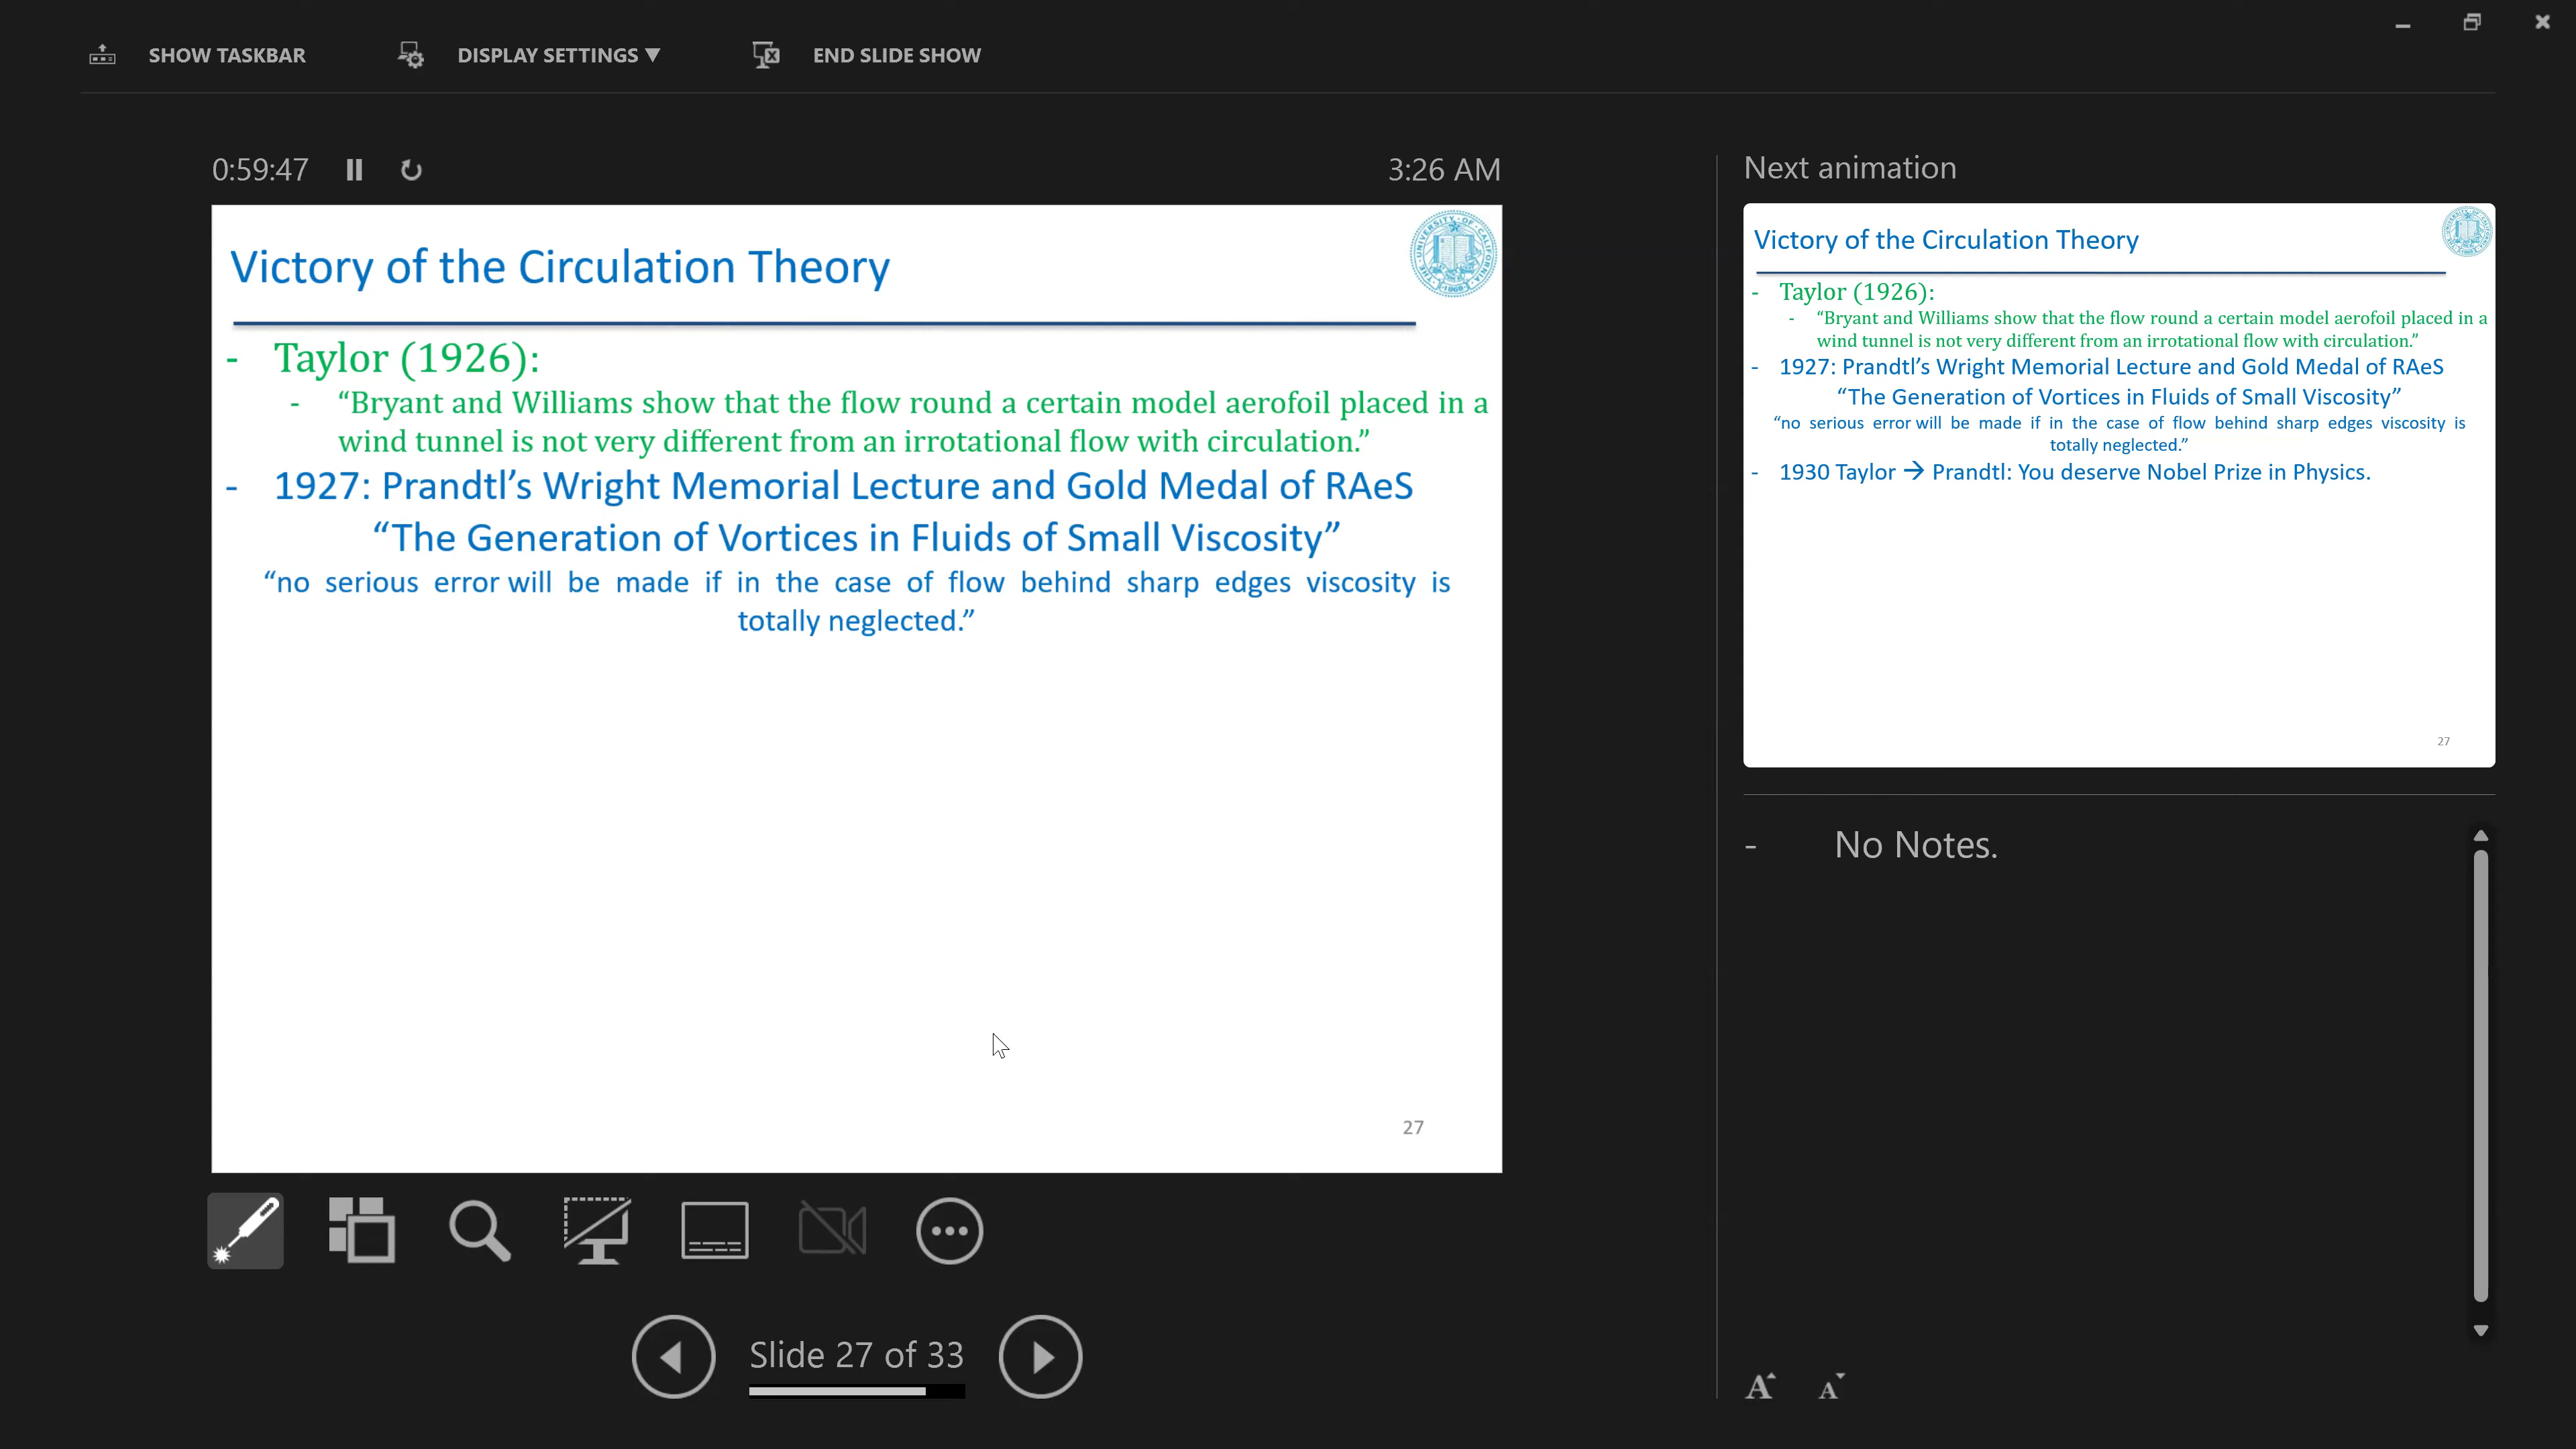 SHOW TASKBAR
DISPLAY SETTINGS ▼
END SLIDE SHOW
0:59:47
3:26 AM
Victory of the Circulation Theory
- Taylor (1926):
- “Bryant and Williams show that the flow round a certain model aerofoil placed in a
wind tunnel is not very different from an irrotational flow with circulation.”
- 1927: Prandtl’s Wright Memorial Lecture and Gold Medal of RAeS
“The Generation of Vortices in Fluids of Small Viscosity”
“no serious error will be made if in the case of flow behind sharp edges viscosity is
totally neglected.”
27
Slide 27 of 33
Next animation
Victory of the Circulation Theory
- Taylor (1926):
- “Bryant and Williams show that the flow round a certain model aerofoil placed in a
wind tunnel is not very different from an irrotational flow with circulation.”
- 1927: Prandtl’s Wright Memorial Lecture and Gold Medal of RAeS
“The Generation of Vortices in Fluids of Small Viscosity”
“no serious error will be made if in the case of flow behind sharp edges viscosity is
totally neglected.”
- 1930 Taylor → Prandtl: You deserve Nobel Prize in Physics.
27
- No Notes.
A A